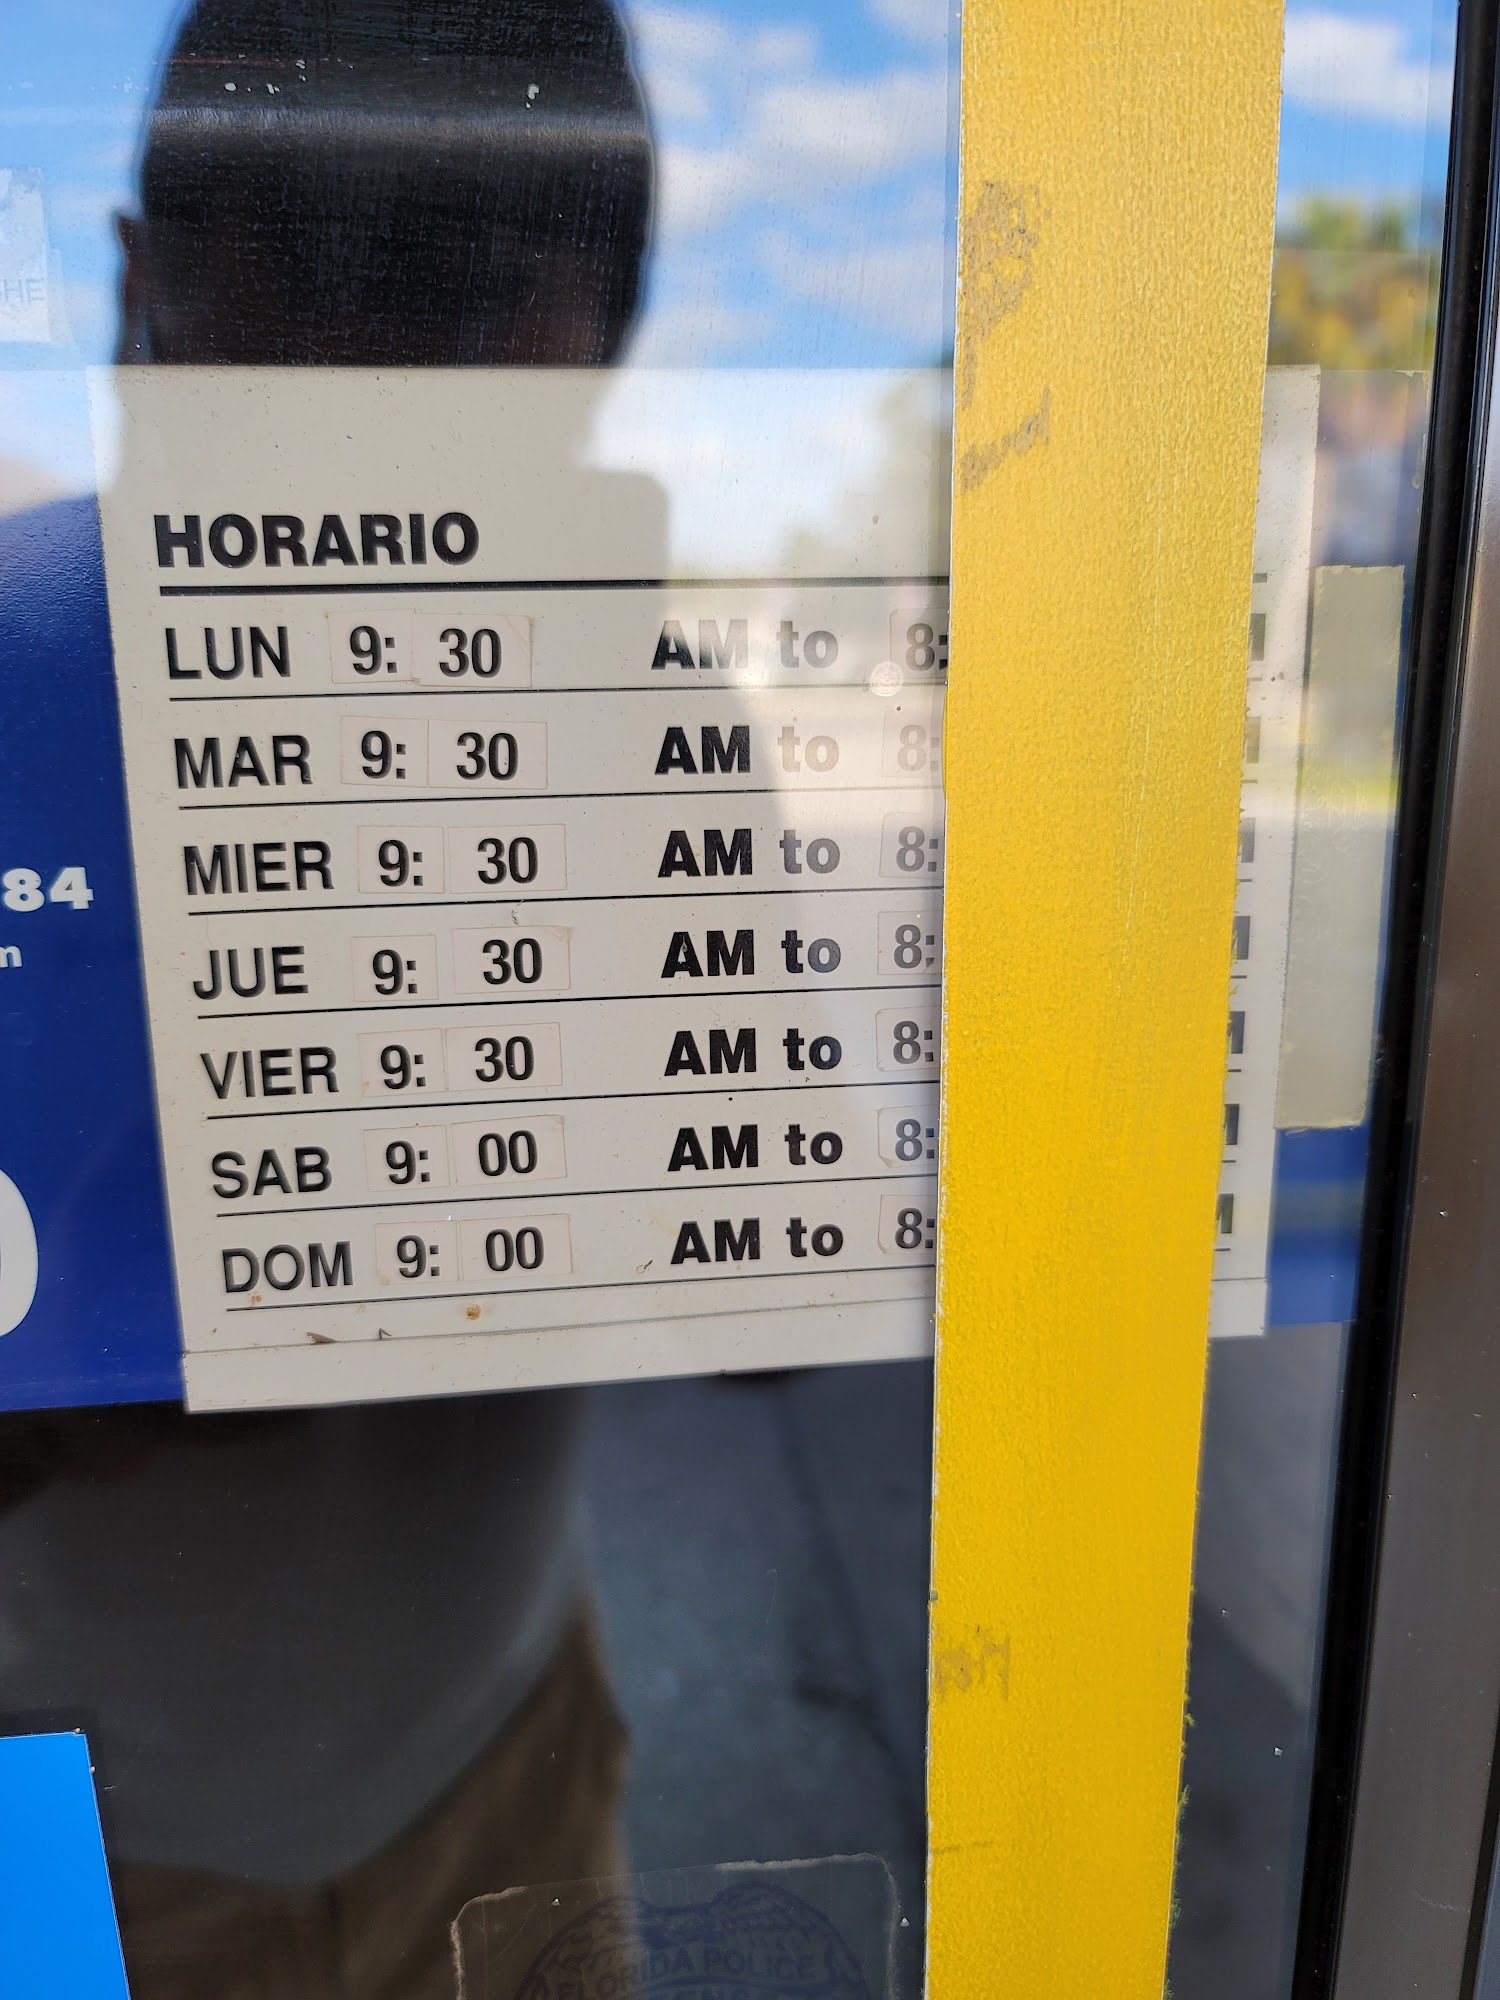 HORARIO
LUN 9: 30 AM to 8:
MAR 9: 30 AM to 8:
MIER 9: 30 AM to 8:
JUE 9: 30 AM to 8:
VIER 9: 30 AM to 8:
SAB 9: 00 AM to 8:
DOM 9: 00 AM to 8:
84
FLORIDA POLICE